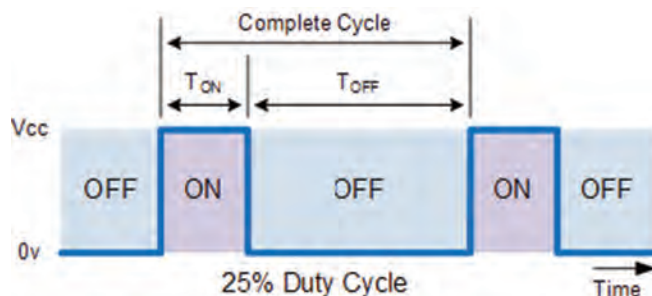 Complete Cycle
TON TOFF
Vcc
OFF ON OFF ON OFF
0v
25% Duty Cycle
Time